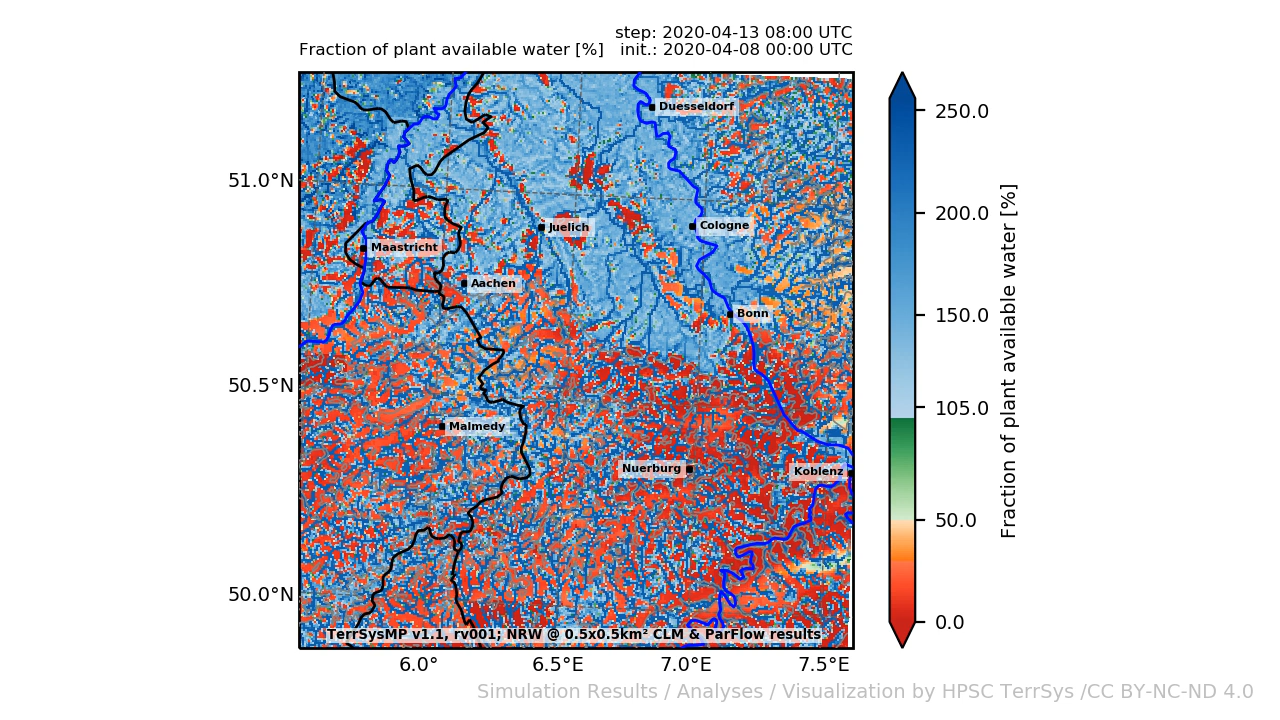 step: 2020-04-13 08:00 UTC
Fraction of plant available water [%] init.: 2020-04-08 00:00 UTC
250.0
Duesseldorf
51.0°N
200.0
Juelich
Cologne
Maastricht
Aachen
Bonn
150.0
50.5°N
105.0
Malmedy
Nuerburg
Koblenz
50.0
50.0°N
0.0
Fraction of plant available water [%]
TerrSysMP v1.1, rv001; NRW @ 0.5x0.5km² CLM & ParFlow results
6.0° 6.5°E 7.0°E 7.5°E
Simulation Results / Analyses / Visualization by HPSC TerrSys /CC BY-NC-ND 4.0